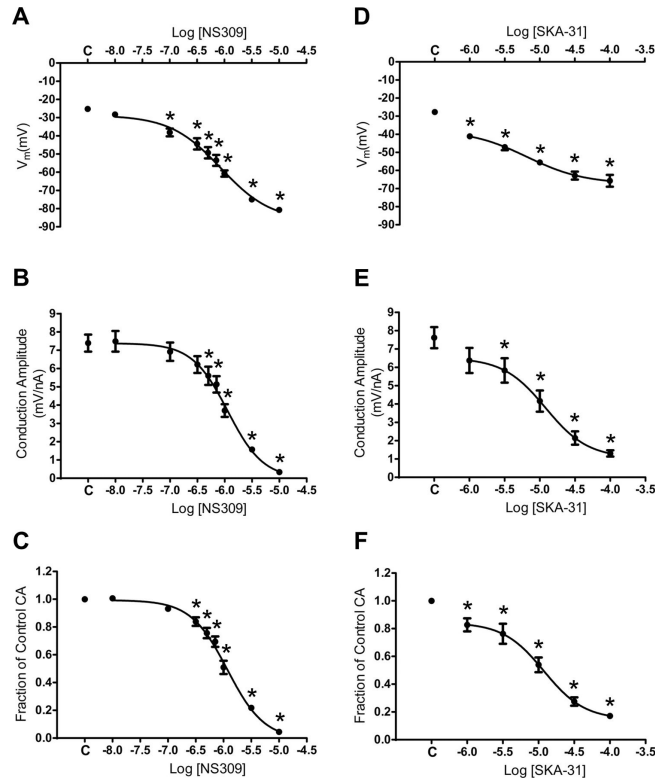 A
Log [NS309]
C -8.0 -7.5 -7.0 -6.5 -6.0 -5.5 -5.0 -4.5
0
-10
-20
-30
-40
-50
-60
-70
-80
-90
Vm(mV)
* * * * * * *
B
Conduction Amplitude
(mV/nA)
9
8
7
6
5
4
3
2
1
0
* * * * *
C -8.0 -7.5 -7.0 -6.5 -6.0 -5.5 -5.0 -4.5
Log [NS309]
C
Fraction of Control CA
1.2
1.0
0.8
0.6
0.4
0.2
0.0
* * * * * *
C -8.0 -7.5 -7.0 -6.5 -6.0 -5.5 -5.0 -4.5
Log [NS309]
D
Log [SKA-31]
C -6.0 -5.5 -5.0 -4.5 -4.0 -3.5
0
-10
-20
-30
-40
-50
-60
-70
-80
-90
Vm(mV)
* * * * *
E
Conduction Amplitude
(mV/nA)
9
8
7
6
5
4
3
2
1
0
* * * *
C -6.0 -5.5 -5.0 -4.5 -4.0 -3.5
Log [SKA-31]
F
Fraction of Control CA
1.2
1.0
0.8
0.6
0.4
0.2
0.0
* * * * *
C -6.0 -5.5 -5.0 -4.5 -4.0 -3.5
Log [SKA-31]